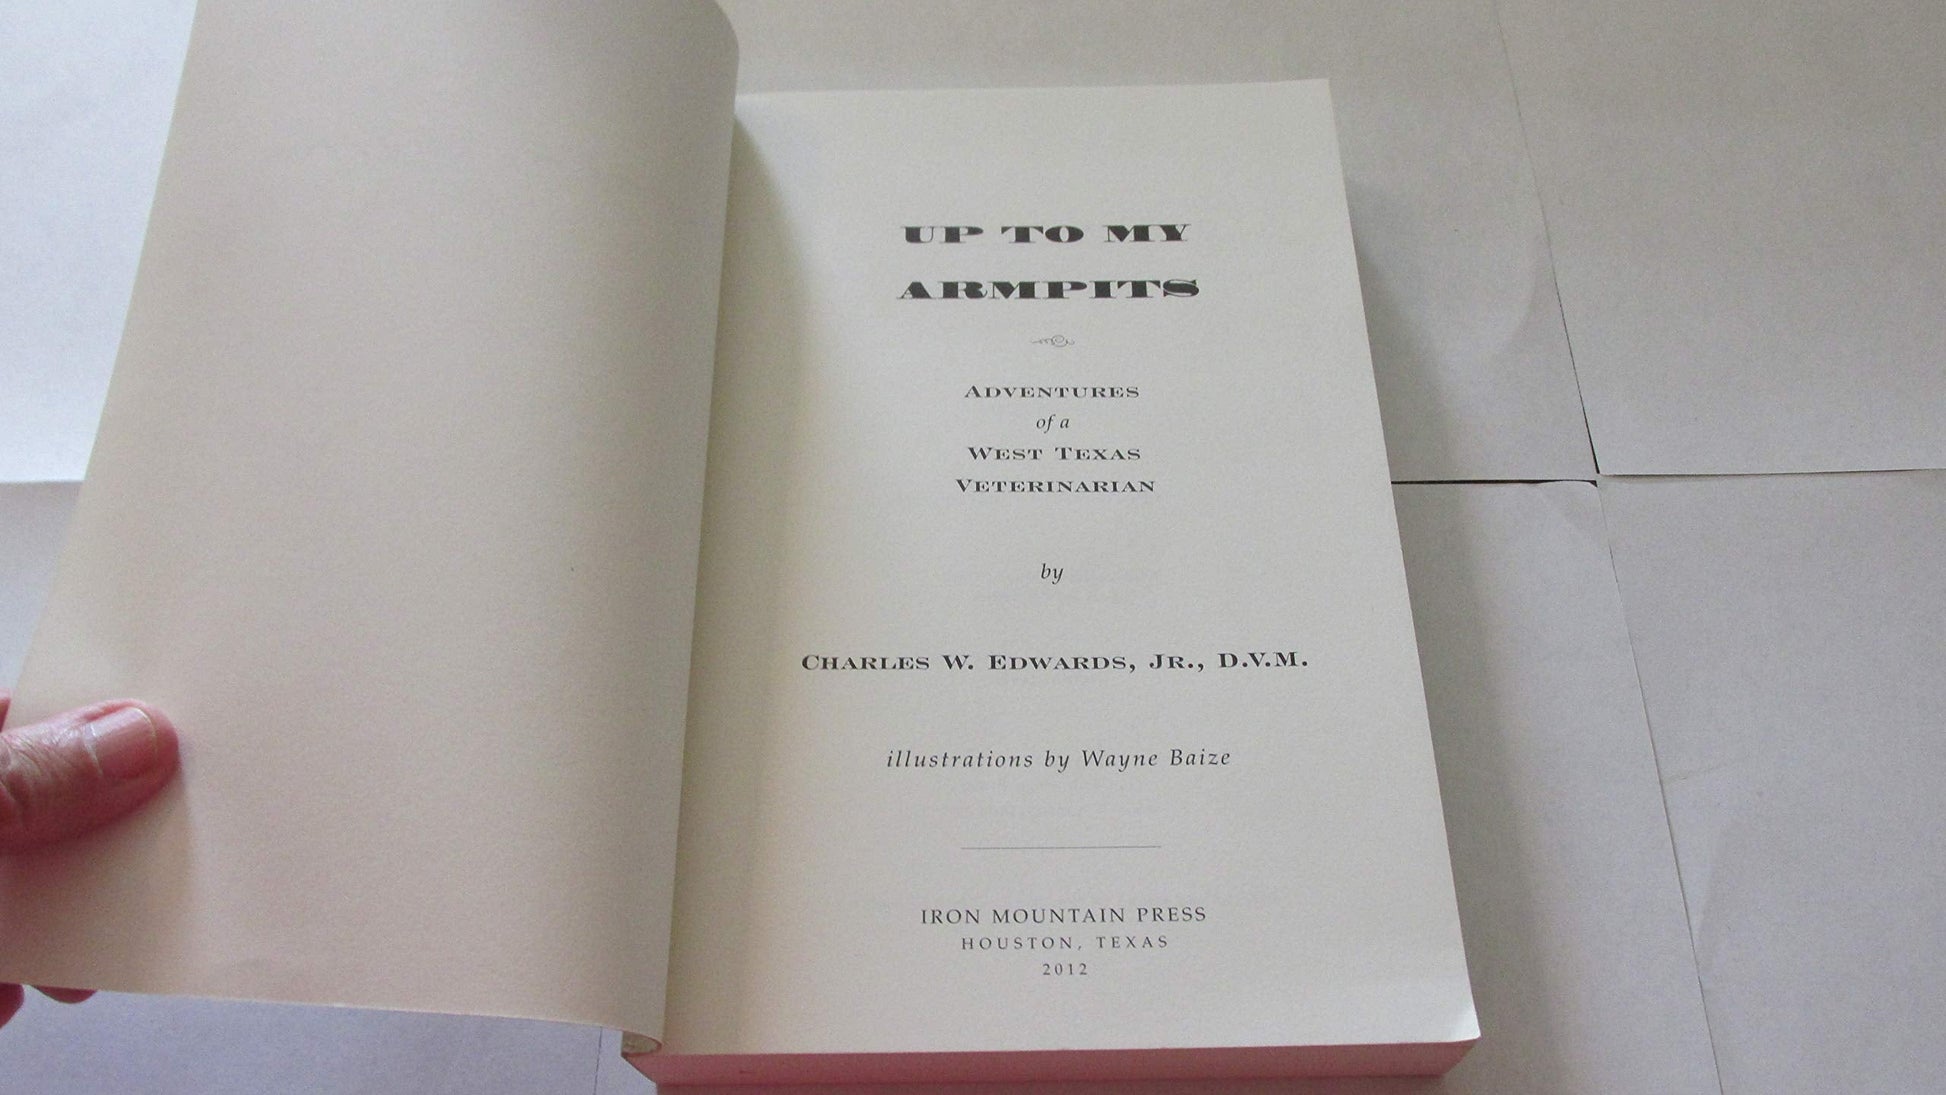 UP TO MY
ARMPITS
ADVENTURES
of a
WEST TEXAS
VETERINARIAN
by
CHARLES W. EDWARDS, JR., D.V.M.
illustrations by Wayne Baize
IRON MOUNTAIN PRESS
HOUSTON, TEXAS
2012